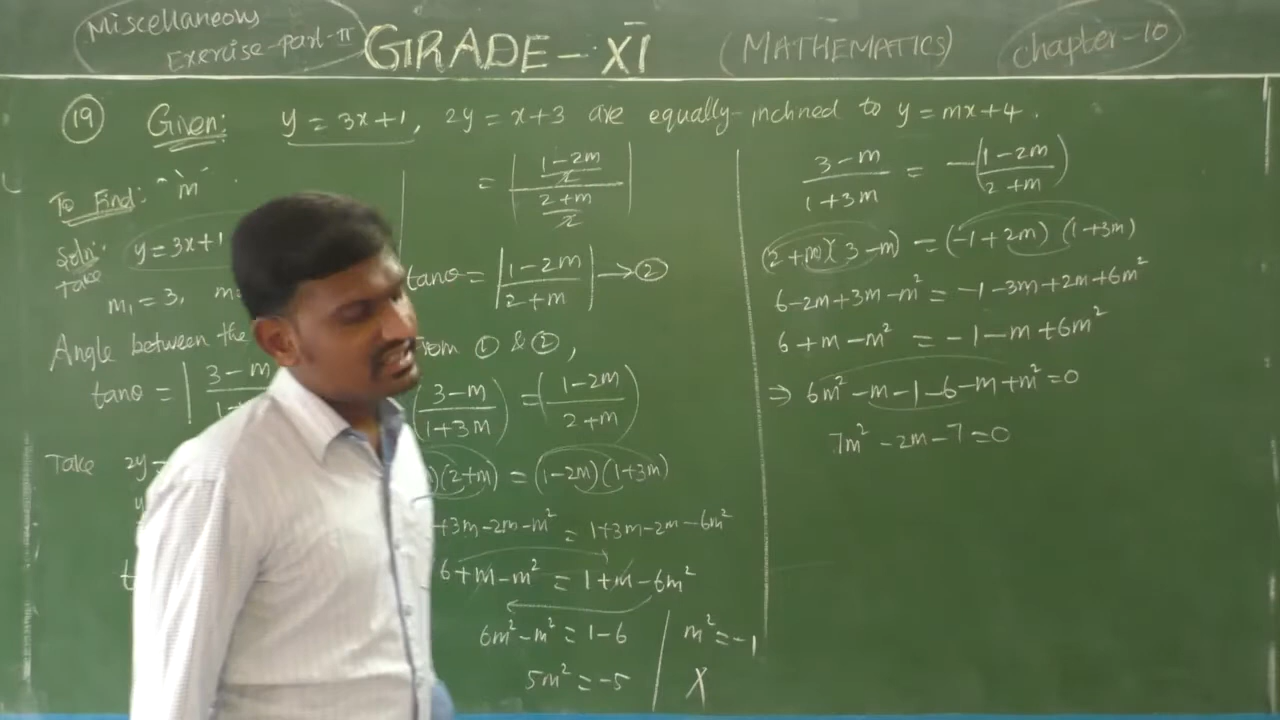 Miscellaneous
Exercise-part-II
GRADE-XI
(MATHEMATICS)
chapter-10
19 Given: y = 3x+1, 2y = x+3 are equally-inclined to y = mx+4.
To Find: "m".
Soln:
Take
y = 3x+1
m₁ = 3,
Angle between the
tanθ = | 3-m
Take 2y=
= | (1-2m)/2 / (2+m)/2 |
tanθ = | (1-2m)/(2+m) | → 2
from 1 & 2,
((3-m)/(1+3m)) = ((1-2m)/(2+m))
)(2+m) = (1-2m)(1+3m)
+3m-2m-m² = 1+3m-2m-6m²
6+m-m² = 1+m-6m²
6m²-m² = 1-6
5m² = -5
m² = -1
X
(3-m)/(1+3m) = -((1-2m)/(2+m))
(2+m)(3-m) = (-1+2m)(1+3m)
6-2m+3m-m² = -1-3m+2m+6m²
6+m-m² = -1-m+6m²
⇒ 6m²-m-1-6-m+m²=0
7m²-2m-7=0